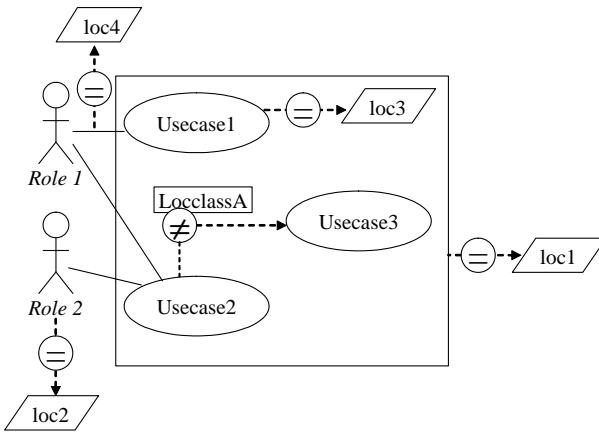 loc4
=
Usecase1
=
loc3
Role 1
LocclassA
≠
Usecase3
=
loc1
Usecase2
Role 2
=
loc2